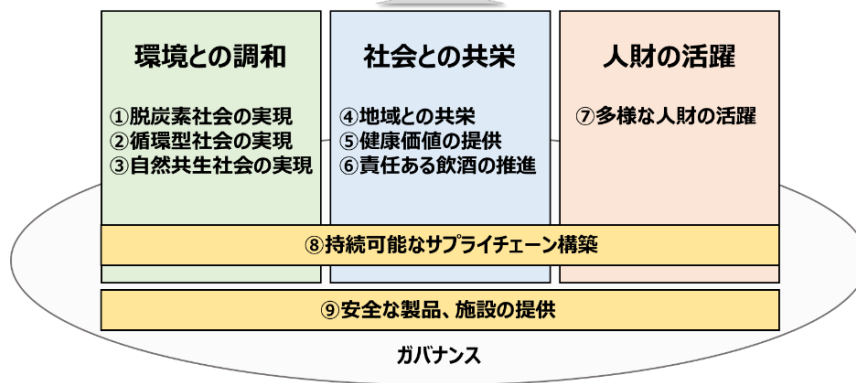 環境との調和
①脱炭素社会の実現
②循環型社会の実現
③自然共生社会の実現
社会との共栄
④地域との共栄
⑤健康価値の提供
⑥責任ある飲酒の推進
人財の活躍
⑦多様な人財の活躍
⑧持続可能なサプライチェーン構築
⑨安全な製品、施設の提供
ガバナンス